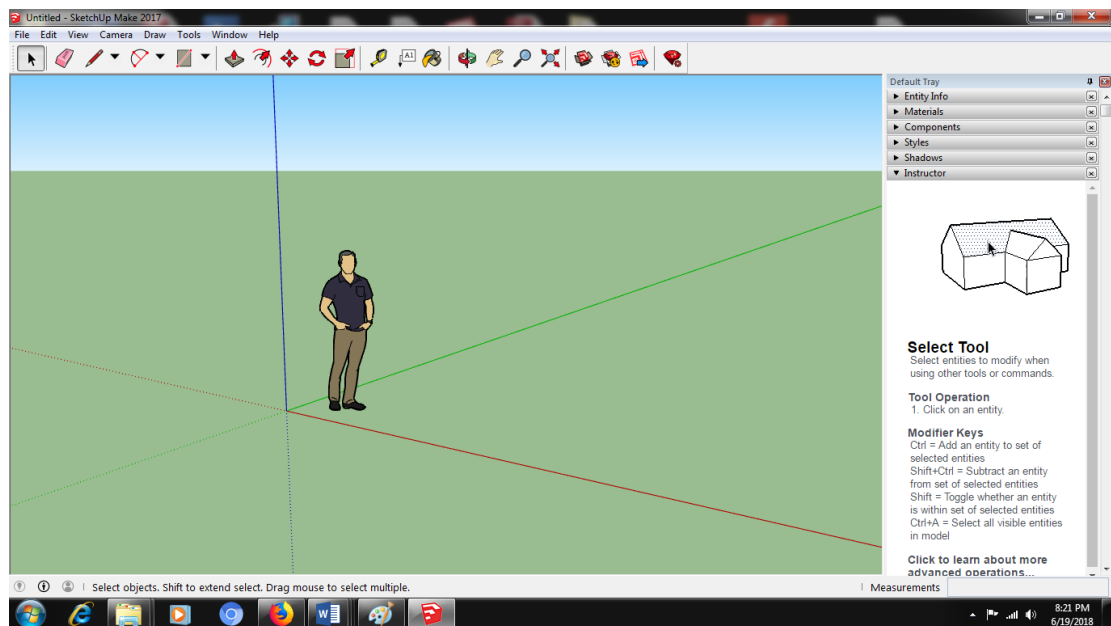 Untitled - SketchUp Make 2017
File Edit View Camera Draw Tools Window Help
A1
Default Tray
Entity Info
Materials
Components
Styles
Shadows
Instructor
Select Tool
Select entities to modify when
using other tools or commands.
Tool Operation
1. Click on an entity.
Modifier Keys
Ctrl = Add an entity to set of
selected entities
Shift+Ctrl = Subtract an entity
from set of selected entities
Shift = Toggle whether an entity
is within set of selected entities
Ctrl+A = Select all visible entities
in model
Click to learn about more
advanced operations...
Select objects. Shift to extend select. Drag mouse to select multiple.
Measurements
W
8:21 PM
6/19/2018